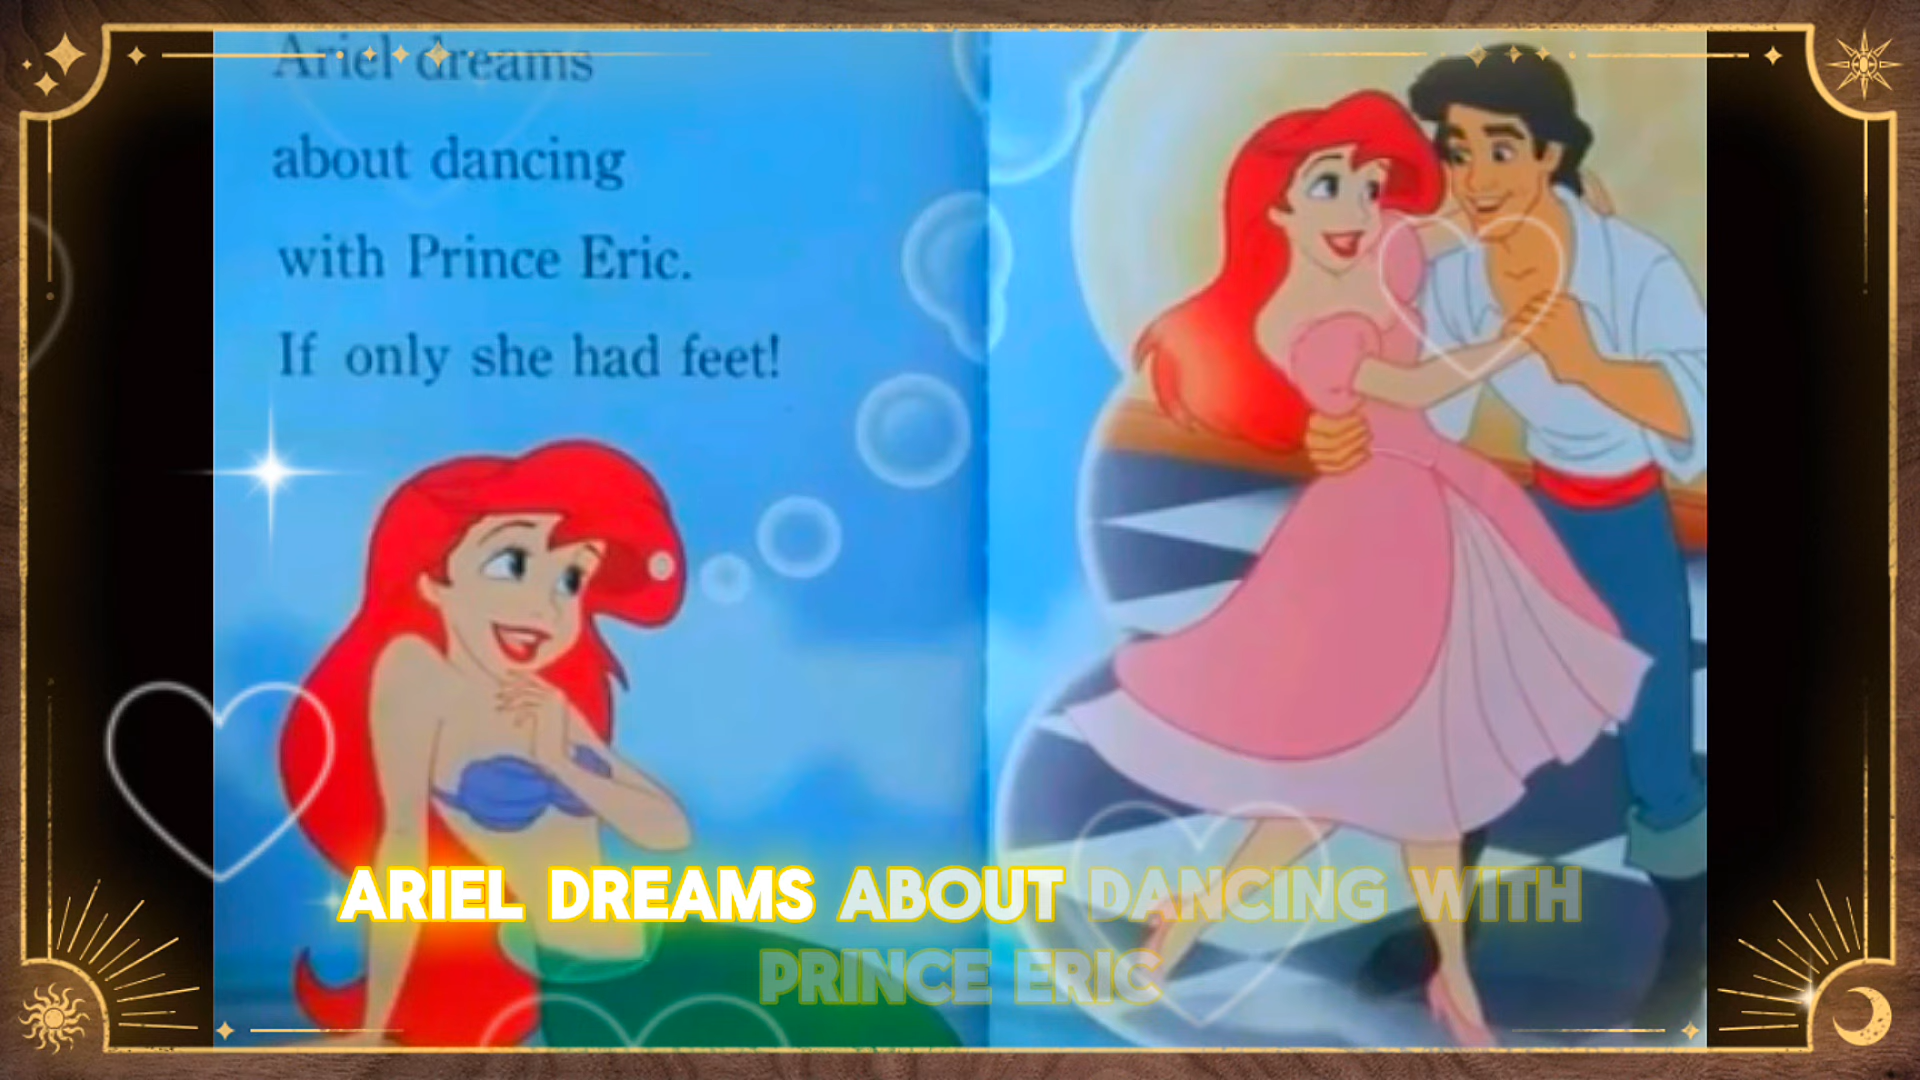 Ariel dreams
about dancing
with Prince Eric.
If only she had feet!
ARIEL DREAMS ABOUT DANCING WITH
PRINCE ERIC